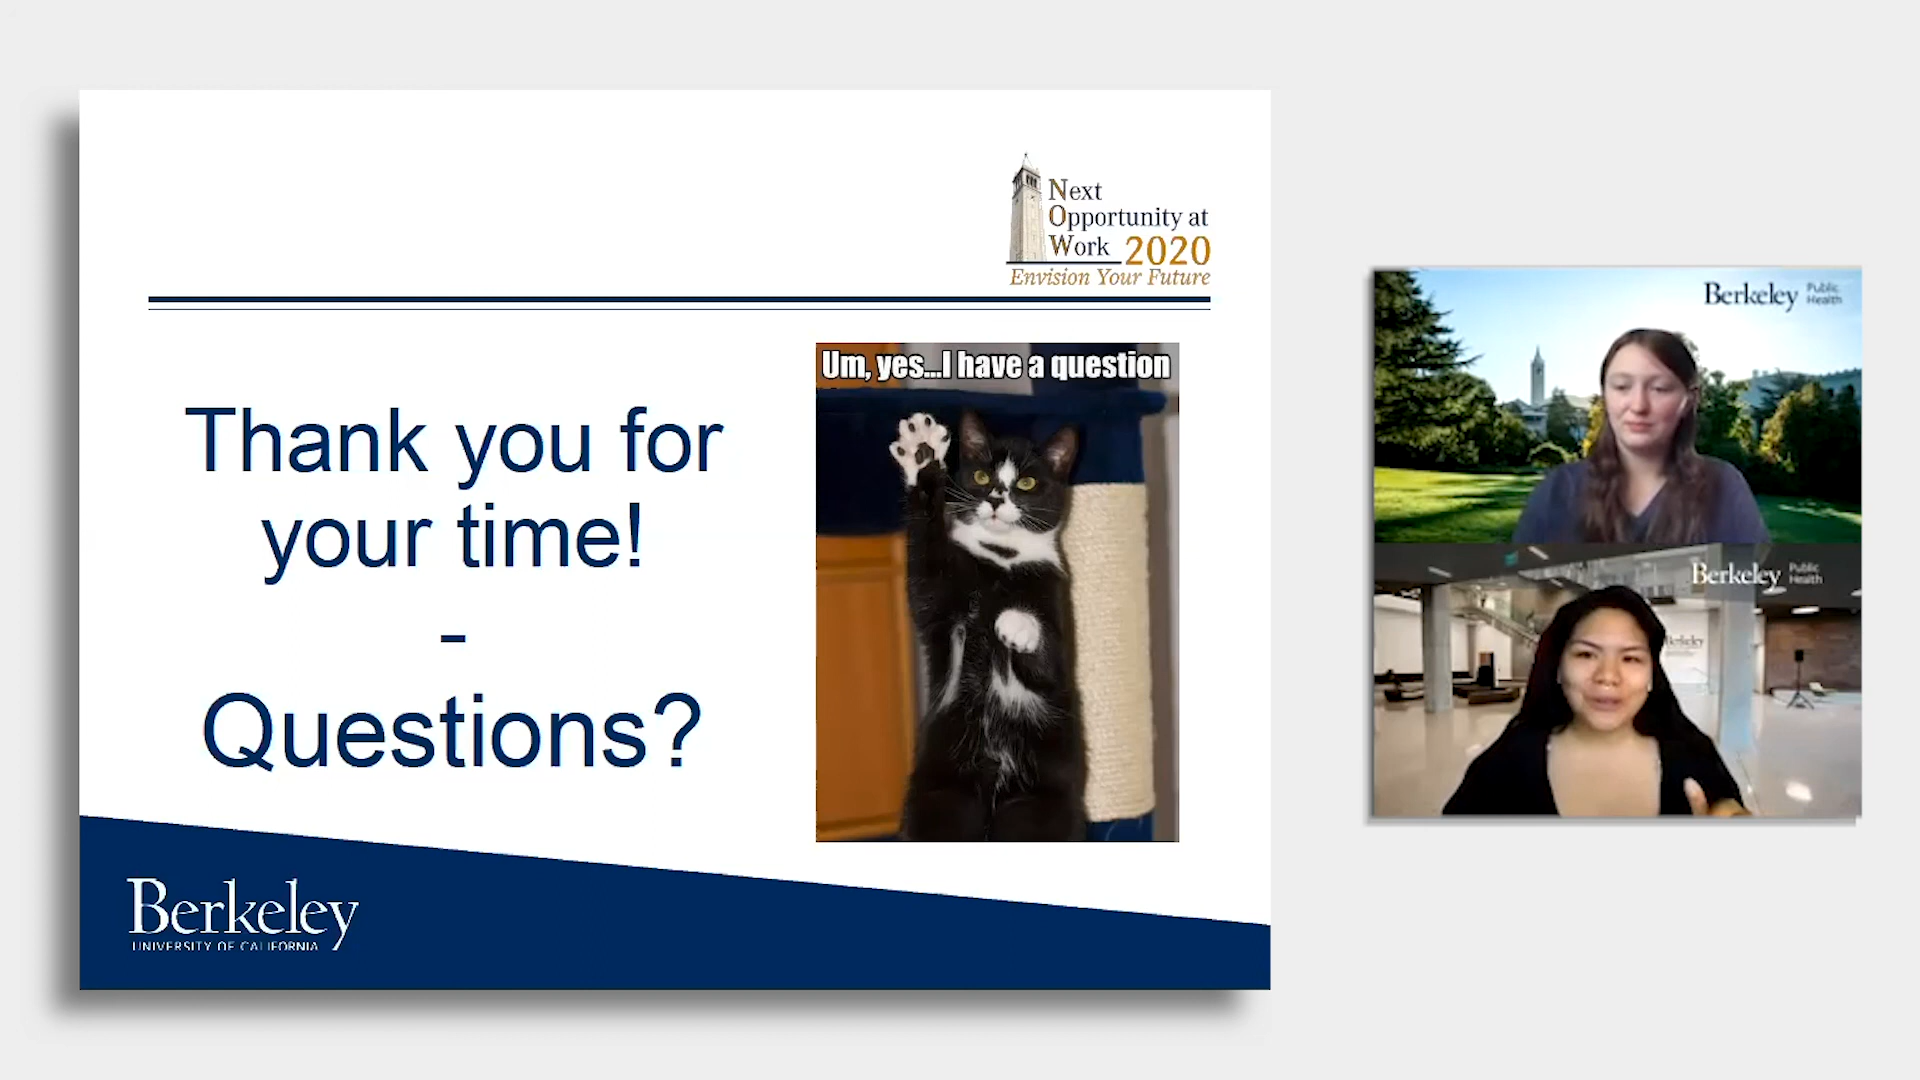 Next
Opportunity at
Work 2020
Envision Your Future
Um, yes...I have a question
Thank you for
your time!
-
Questions?
Berkeley
UNIVERSITY OF CALIFORNIA
Berkeley Public
Health
Berkeley Public
Health
Berkeley